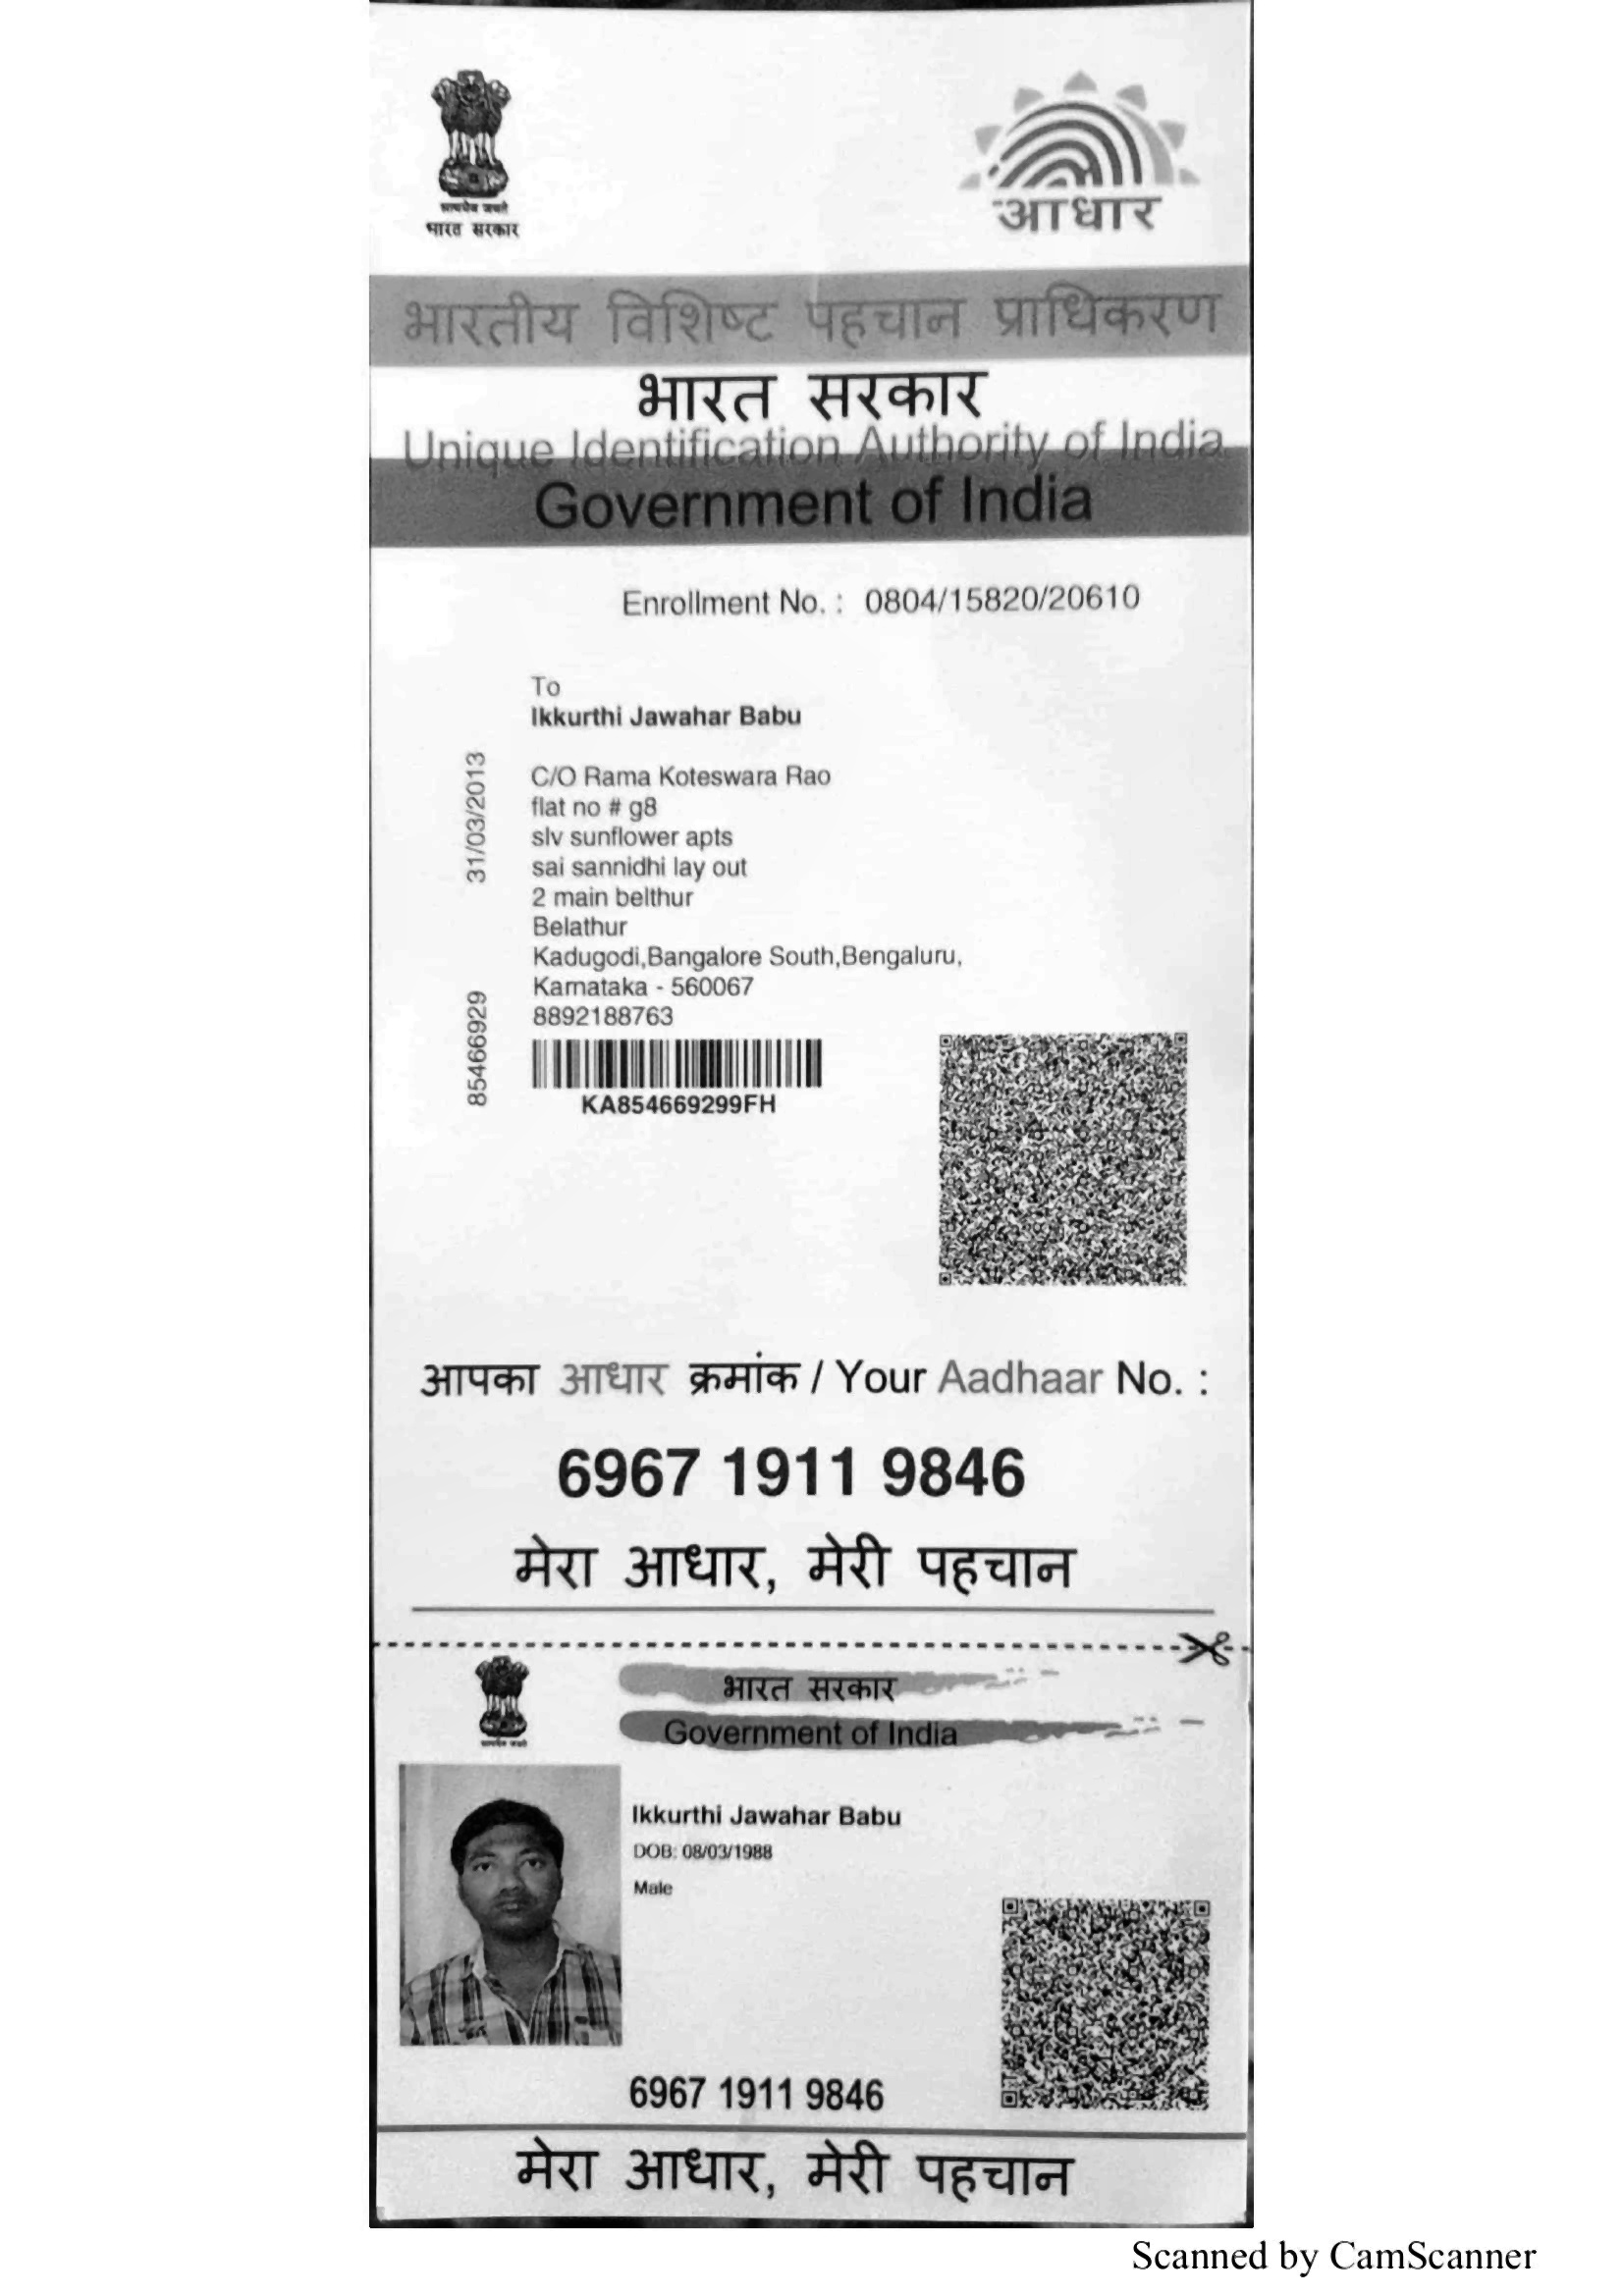 सत्यमेव जयते
भारत सरकार
आधार
भारतीय विशिष्ट पहचान प्राधिकरण
भारत सरकार
Unique Identification Authority of India
Government of India
Enrollment No. : 0804/15820/20610
To
Ikkurthi Jawahar Babu
C/O Rama Koteswara Rao
flat no # g8
slv sunflower apts
sai sannidhi lay out
2 main belthur
Belathur
Kadugodi,Bangalore South,Bengaluru,
Karnataka - 560067
8892188763
31/03/2013
85466929
KA854669299FH
आपका आधार क्रमांक / Your Aadhaar No. :
6967 1911 9846
मेरा आधार, मेरी पहचान
सत्यमेव जयते
भारत सरकार
Government of India
Ikkurthi Jawahar Babu
DOB: 08/03/1988
Male
6967 1911 9846
मेरा आधार, मेरी पहचान
Scanned by CamScanner